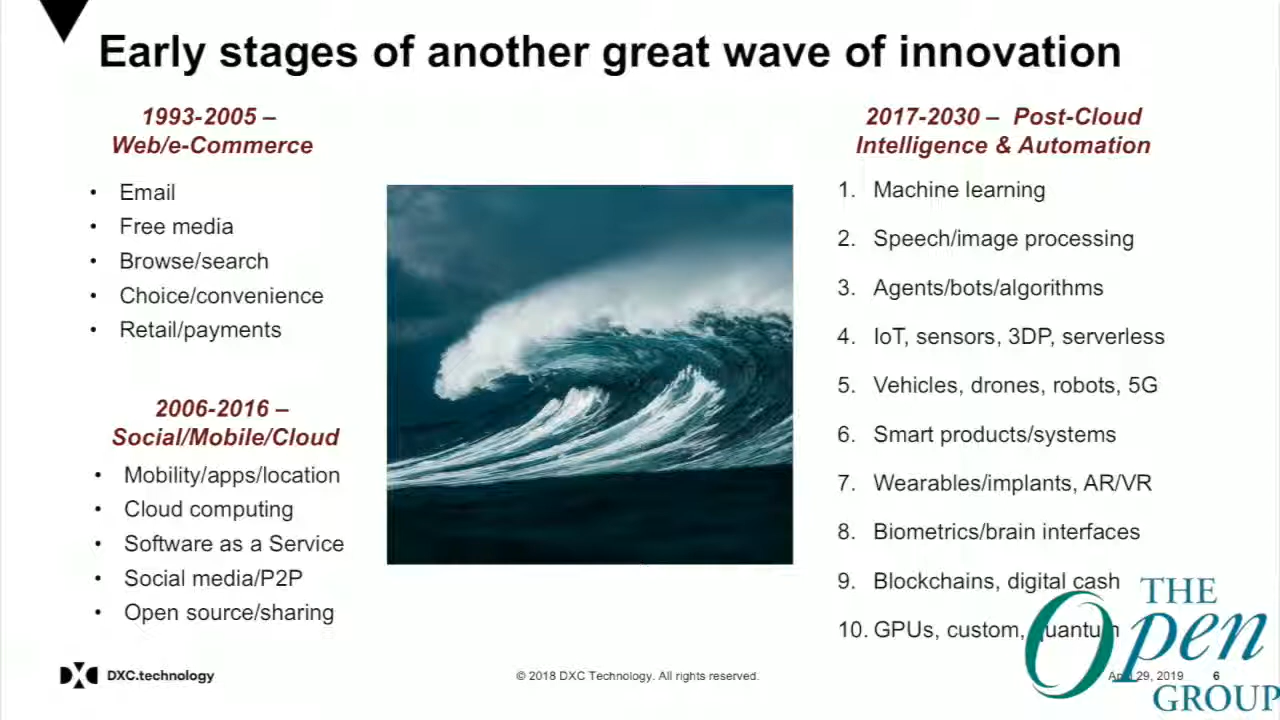 Early stages of another great wave of innovation
1993-2005 –
Web/e-Commerce
• Email
• Free media
• Browse/search
• Choice/convenience
• Retail/payments
2006-2016 –
Social/Mobile/Cloud
• Mobility/apps/location
• Cloud computing
• Software as a Service
• Social media/P2P
• Open source/sharing
2017-2030 – Post-Cloud
Intelligence & Automation
1. Machine learning
2. Speech/image processing
3. Agents/bots/algorithms
4. IoT, sensors, 3DP, serverless
5. Vehicles, drones, robots, 5G
6. Smart products/systems
7. Wearables/implants, AR/VR
8. Biometrics/brain interfaces
9. Blockchains, digital cash
10. GPUs, custom, quantum
DXC.technology
© 2018 DXC Technology. All rights reserved.
April 29, 2019 6
THE
Open
GROUP